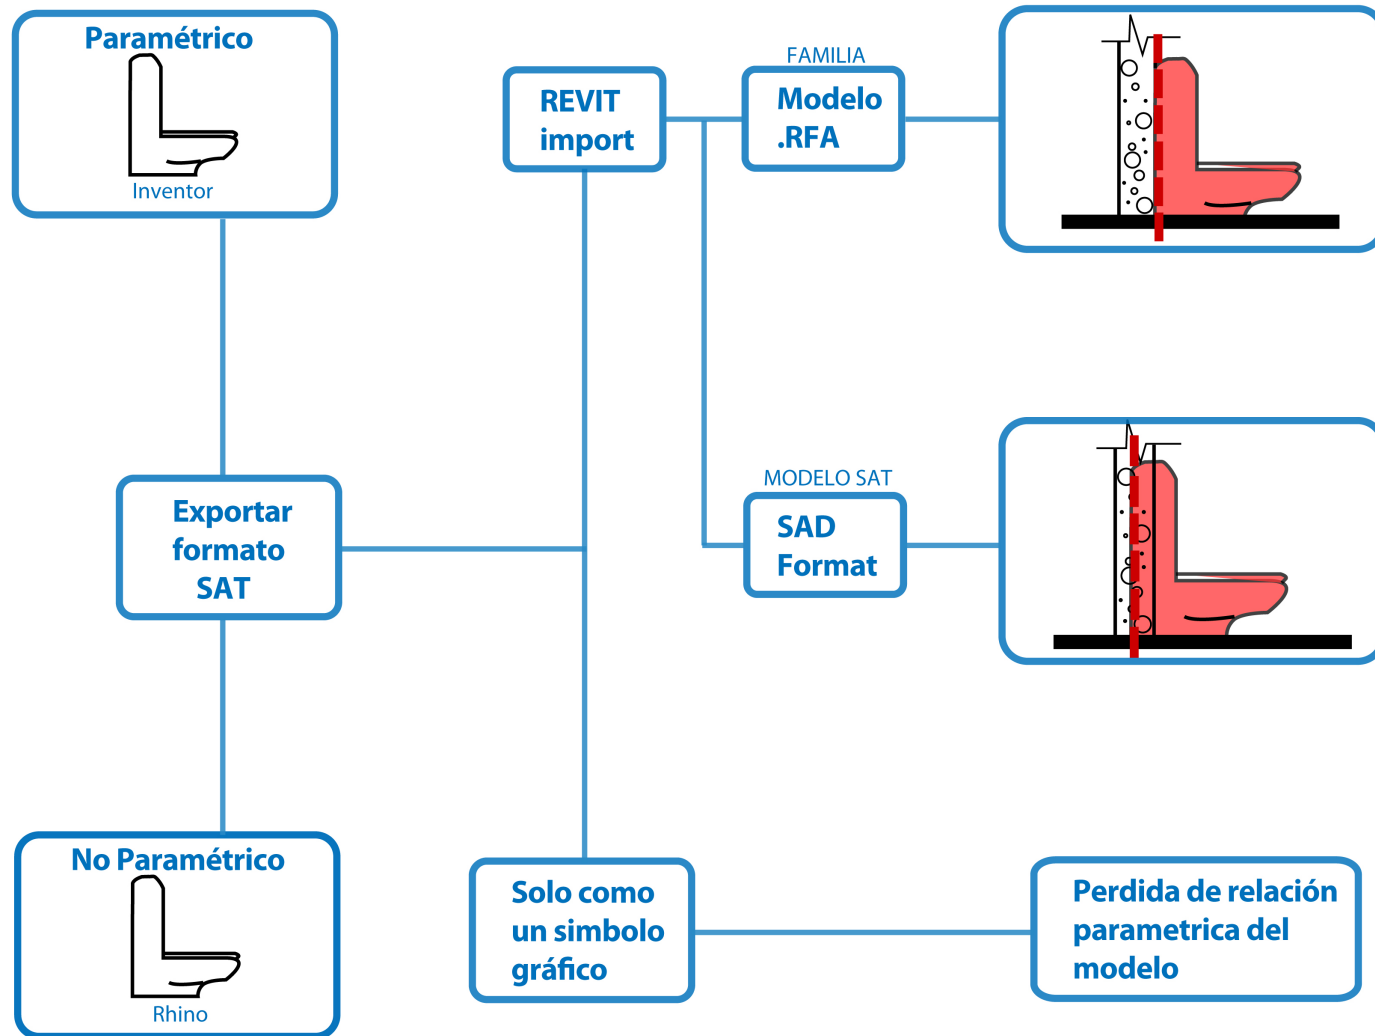 Paramétrico
Inventor
REVIT
import
FAMILIA
Modelo
.RFA
Exportar
formato
SAT
MODELO SAT
SAD
Format
No Paramétrico
Rhino
Solo como
un simbolo
gráfico
Perdida de relación
parametrica del
modelo